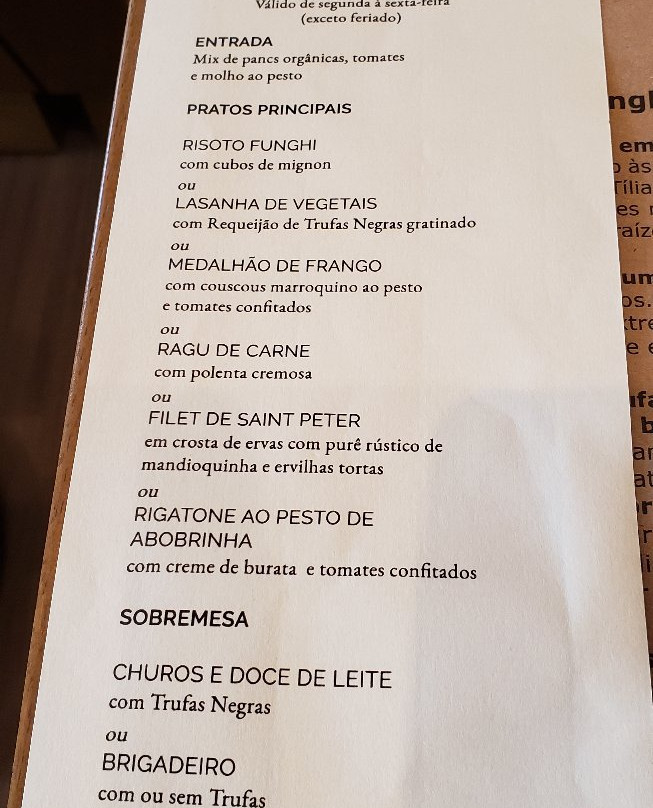 Válido de segunda à sexta-feira
(exceto feriado)
ENTRADA
Mix de pancs orgânicas, tomates
e molho ao pesto
PRATOS PRINCIPAIS
RISOTO FUNGHI
com cubos de mignon
ou
LASANHA DE VEGETAIS
com Requeijão de Trufas Negras gratinado
ou
MEDALHÃO DE FRANGO
com couscous marroquino ao pesto
e tomates confitados
ou
RAGU DE CARNE
com polenta cremosa
ou
FILET DE SAINT PETER
em crosta de ervas com purê rústico de
mandioquinha e ervilhas tortas
ou
RIGATONE AO PESTO DE
ABOBRINHA
com creme de burata e tomates confitados
SOBREMESA
CHUROS E DOCE DE LEITE
com Trufas Negras
ou
BRIGADEIRO
com ou sem Trufas